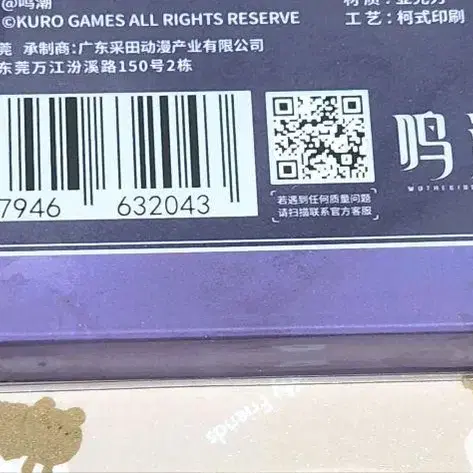 @鸣潮
©KURO GAMES ALL RIGHTS RESERVE
莞 承制商:广东采田动漫产业有限公司
东莞万江汾溪路150号2栋
工艺:柯式印刷
7946 632043
若遇到任何质量问题
请扫描联系官方客服
鸣
My Friends